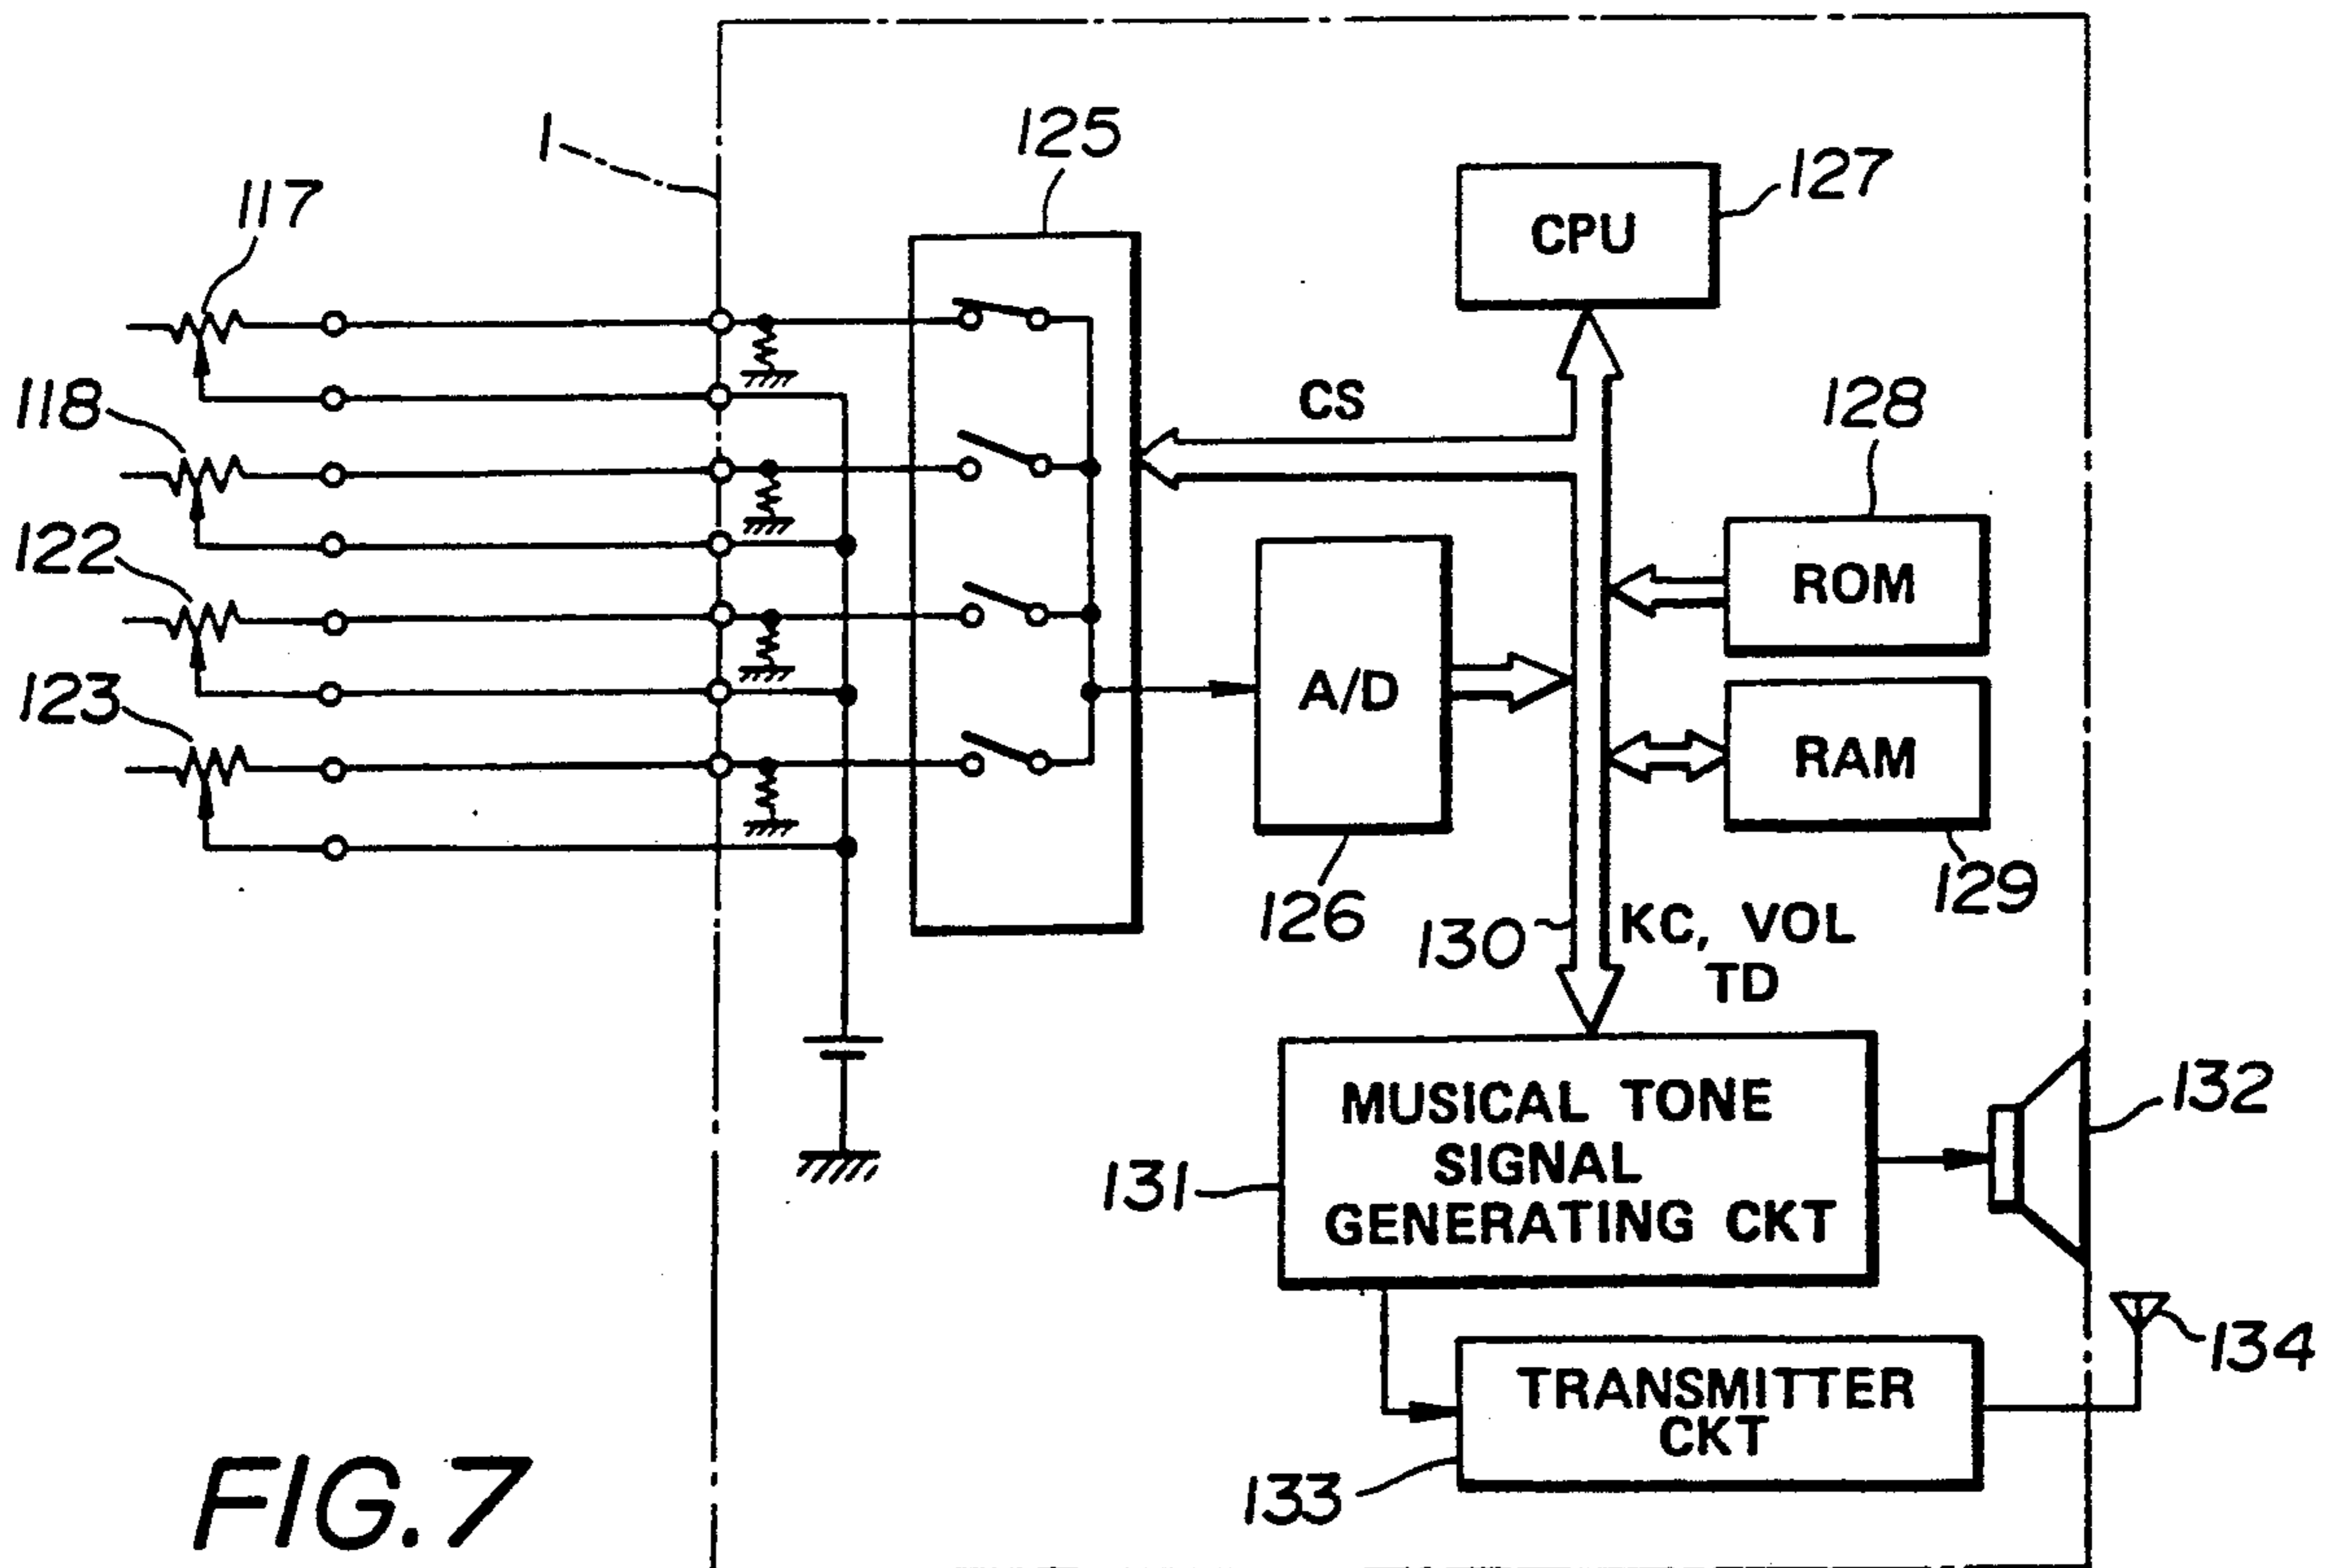 1
125
117
127
CPU
CS
118
128
122
ROM
A/D
123
RAM
129
126
130
KC, VOL
TD
MUSICAL TONE
SIGNAL
GENERATING CKT
132
131
134
TRANSMITTER
CKT
133
FIG.7